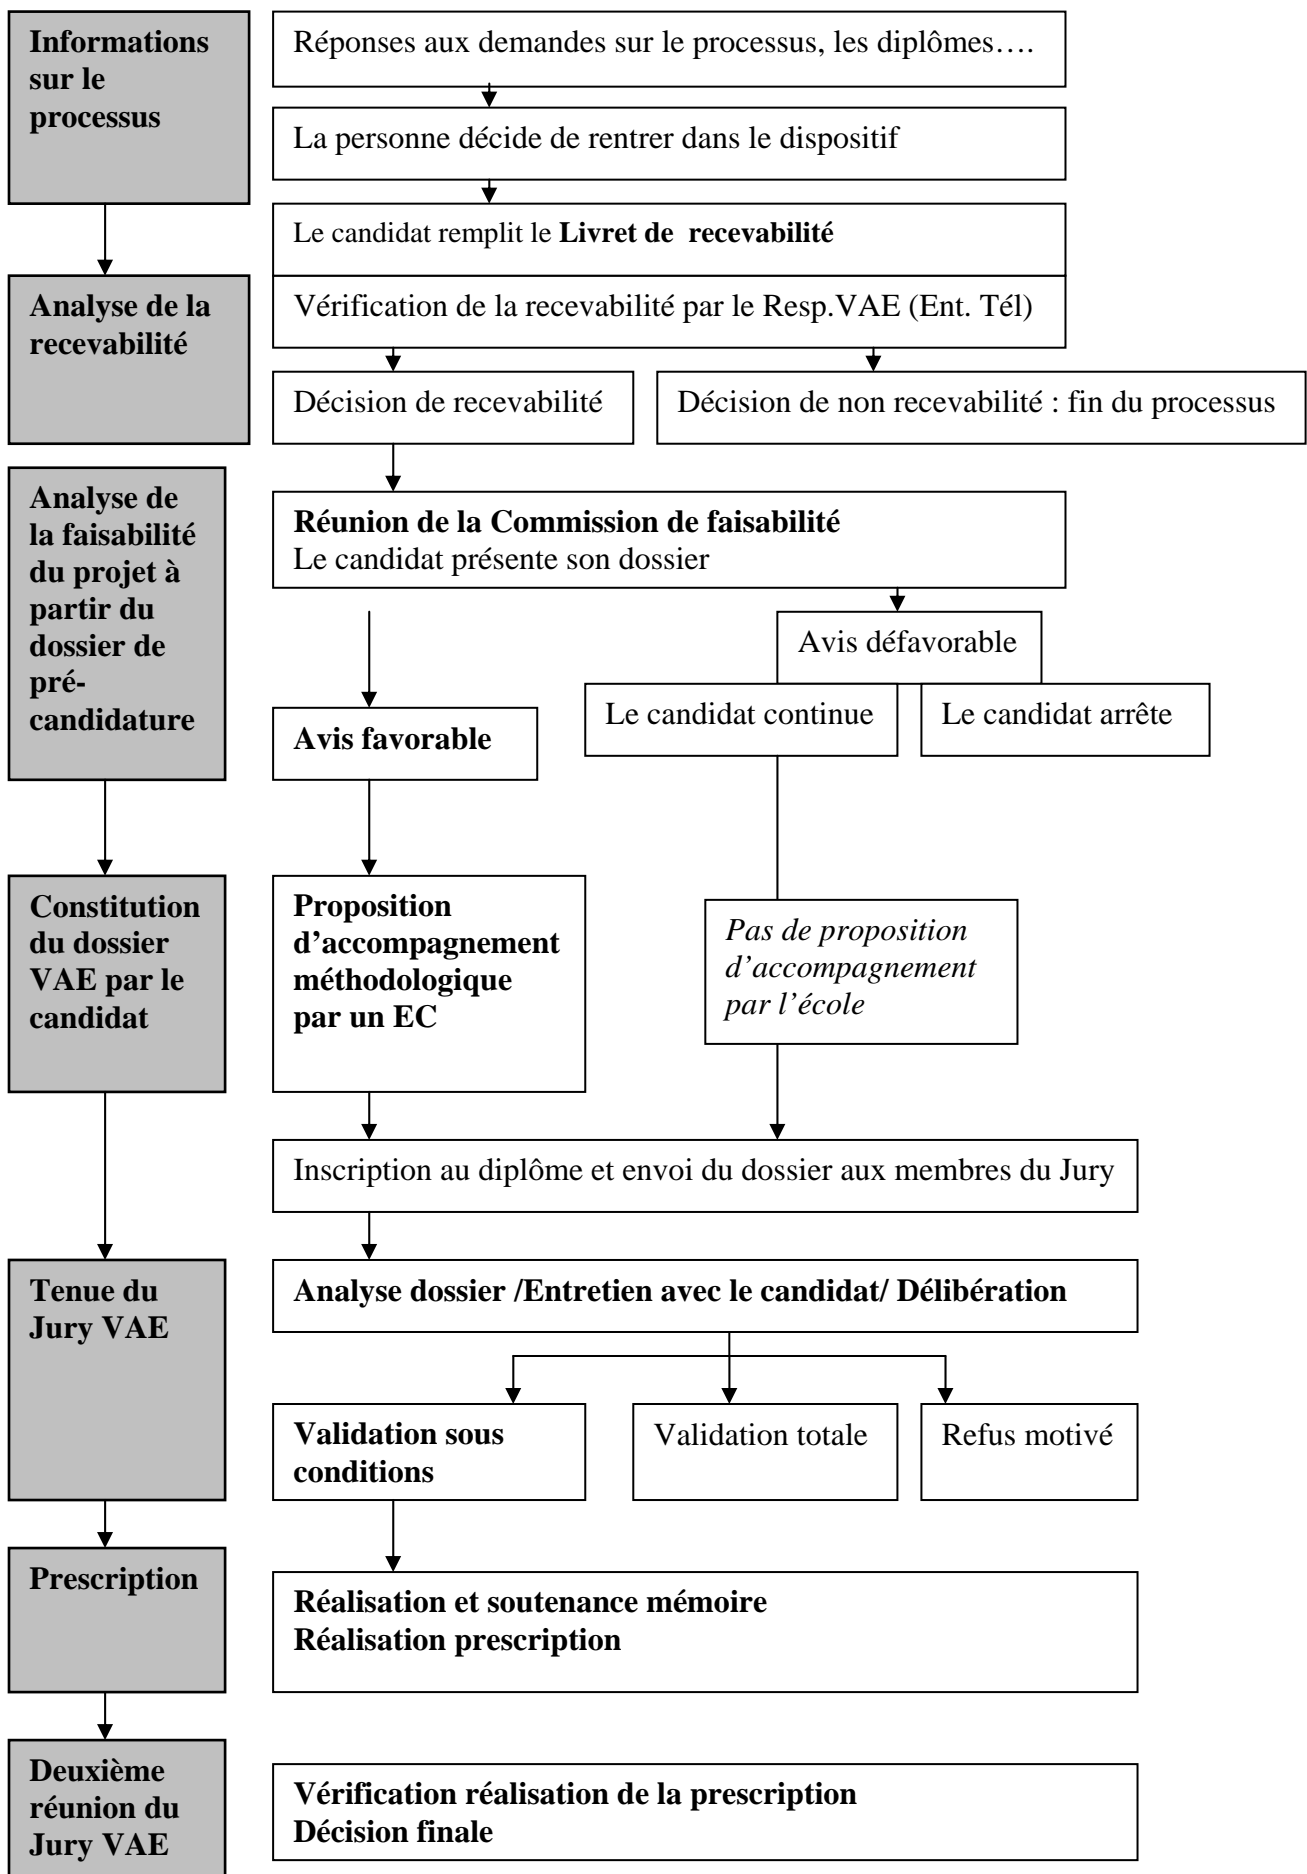 Informations
sur le
processus
Réponses aux demandes sur le processus, les diplômes….
La personne décide de rentrer dans le dispositif
Le candidat remplit le Livret de  recevabilité
Analyse de la
recevabilité
Vérification de la recevabilité par le Resp.VAE (Ent. Tél)
Décision de recevabilité
Décision de non recevabilité : fin du processus
Analyse de
la faisabilité
du projet à
partir du
dossier de
pré-
candidature
Réunion de la Commission de faisabilité
Le candidat présente son dossier
Avis défavorable
Le candidat continue
Le candidat arrête
Avis favorable
Constitution
du dossier
VAE par le
candidat
Proposition
d’accompagnement
méthodologique
par un EC
Pas de proposition
d’accompagnement
par l’école
Inscription au diplôme et envoi du dossier aux membres du Jury
Tenue du
Jury VAE
Analyse dossier /Entretien avec le candidat/ Délibération
Validation sous
conditions
Validation totale
Refus motivé
Prescription
Réalisation et soutenance mémoire
Réalisation prescription
Deuxième
réunion du
Jury VAE
Vérification réalisation de la prescription
Décision finale